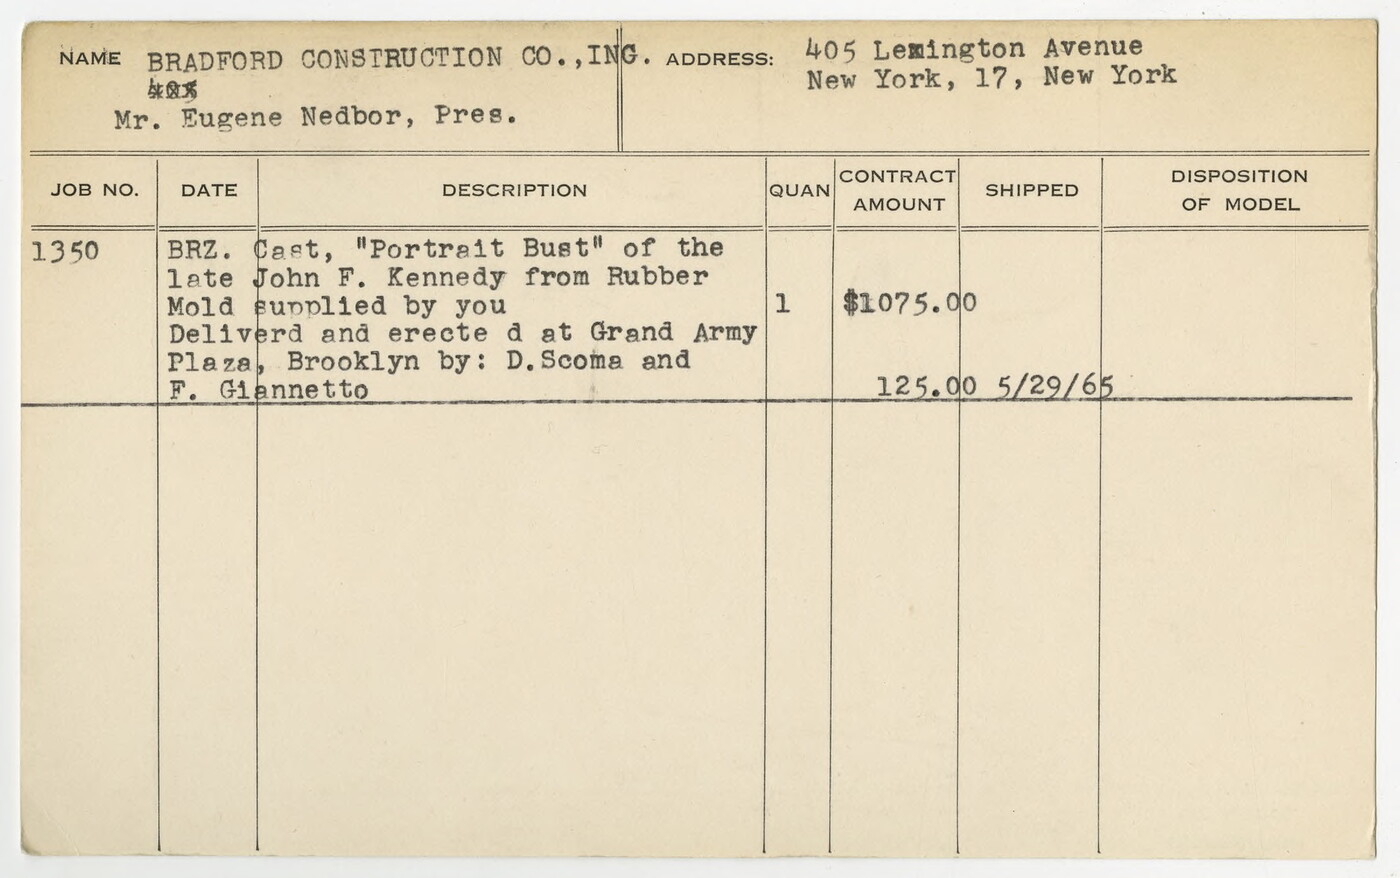 NAME BRADFORD CONSTRUCTION CO.,INC. ADDRESS: 405 Lexington Avenue
New York, 17, New York
405
Mr. Eugene Nedbor, Pres.
JOB NO. DATE DESCRIPTION QUAN CONTRACT AMOUNT SHIPPED DISPOSITION OF MODEL
1350 BRZ. Cast, "Portrait Bust" of the
late John F. Kennedy from Rubber
Mold supplied by you 1 $1075.00
Deliverd and erecte d at Grand Army
Plaza, Brooklyn by: D.Scoma and
F. Giannetto 125.00 5/29/65